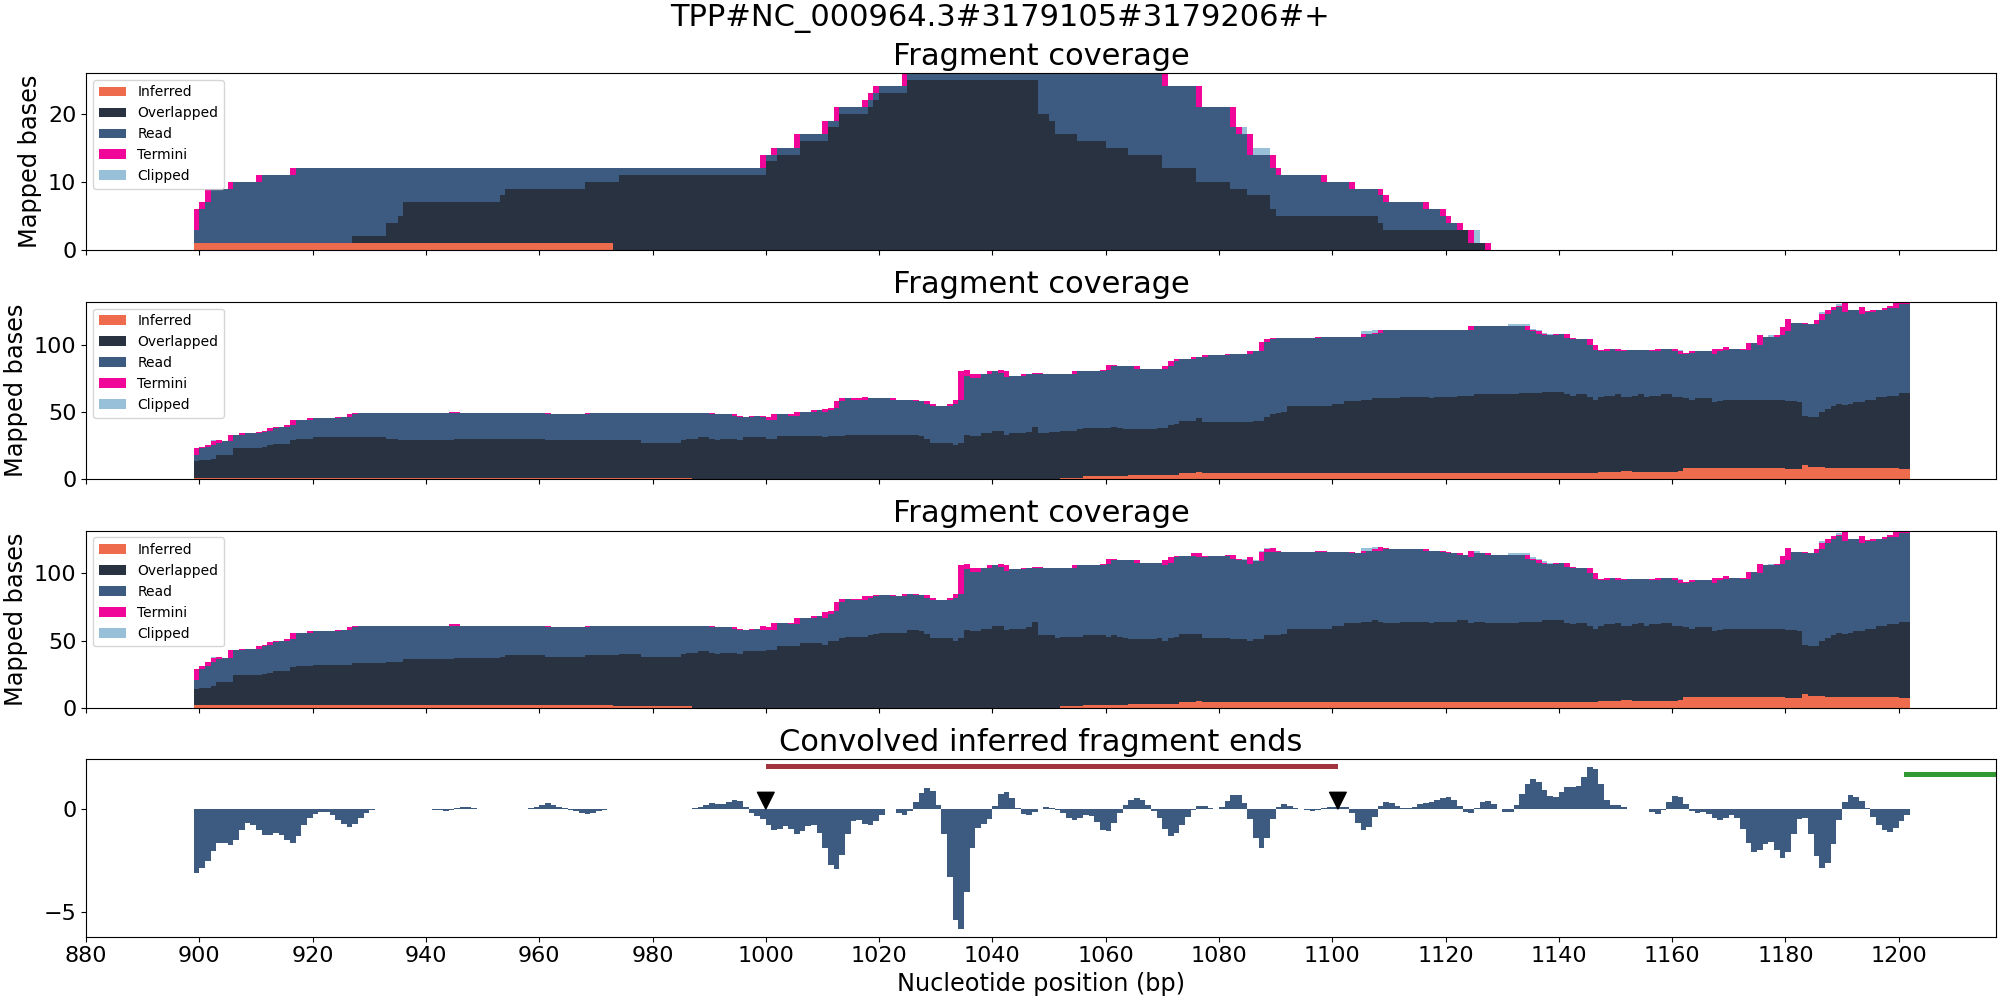 TPP#NC_000964.3#3179105#3179206#+
Fragment coverage
Mapped bases
20
10
0
Inferred
Overlapped
Read
Termini
Clipped
Fragment coverage
Mapped bases
100
50
0
Inferred
Overlapped
Read
Termini
Clipped
Fragment coverage
Mapped bases
100
50
0
Inferred
Overlapped
Read
Termini
Clipped
Convolved inferred fragment ends
0
−5
880 900 920 940 960 980 1000 1020 1040 1060 1080 1100 1120 1140 1160 1180 1200
Nucleotide position (bp)